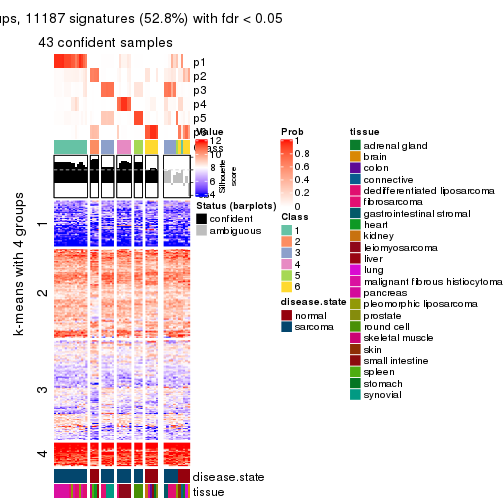 ups, 11187 signatures (52.8%) with fdr < 0.05
43 confident samples
p1
p2
p3
p4
p5
k-means with 4 groups
1
2
3
4
disease.state
tissue
Value
12
10
8
6
4
Silhouette
score
Status (barplots)
confident
ambiguous
Prob
1
0.8
0.6
0.4
0.2
0
Class
1
2
3
4
5
6
disease.state
normal
sarcoma
tissue
adrenal gland
brain
colon
connective
dedifferentiated liposarcoma
fibrosarcoma
gastrointestinal stromal
heart
kidney
leiomyosarcoma
liver
lung
malignant fibrous histiocytoma
pancreas
pleomorphic liposarcoma
prostate
round cell
skeletal muscle
skin
small intestine
spleen
stomach
synovial